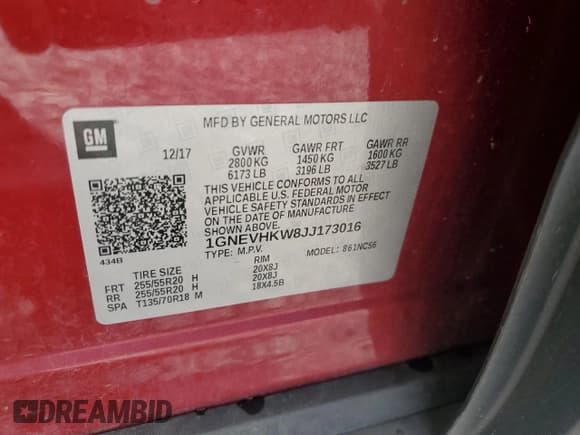 MFD BY GENERAL MOTORS LLC
GM
12/17 GVWR GAWR FRT GAWR RR
2800 KG 1450 KG 1600 KG
6173 LB 3196 LB 3527 LB
THIS VEHICLE CONFORMS TO ALL
APPLICABLE U.S. FEDERAL MOTOR
VEHICLE SAFETY STANDARDS IN EFFECT
ON THE DATE OF MANUFACTURE
SHOWN ABOVE.
1GNEVHKW8JJ173016
TYPE: M.P.V. MODEL: 861NC56
434B
TIRE SIZE RIM
FRT 255/55R20 H 20X8J
RR 255/55R20 H 20X8J
SPA T135/70R18 M 18X4.5B
DREAMBID